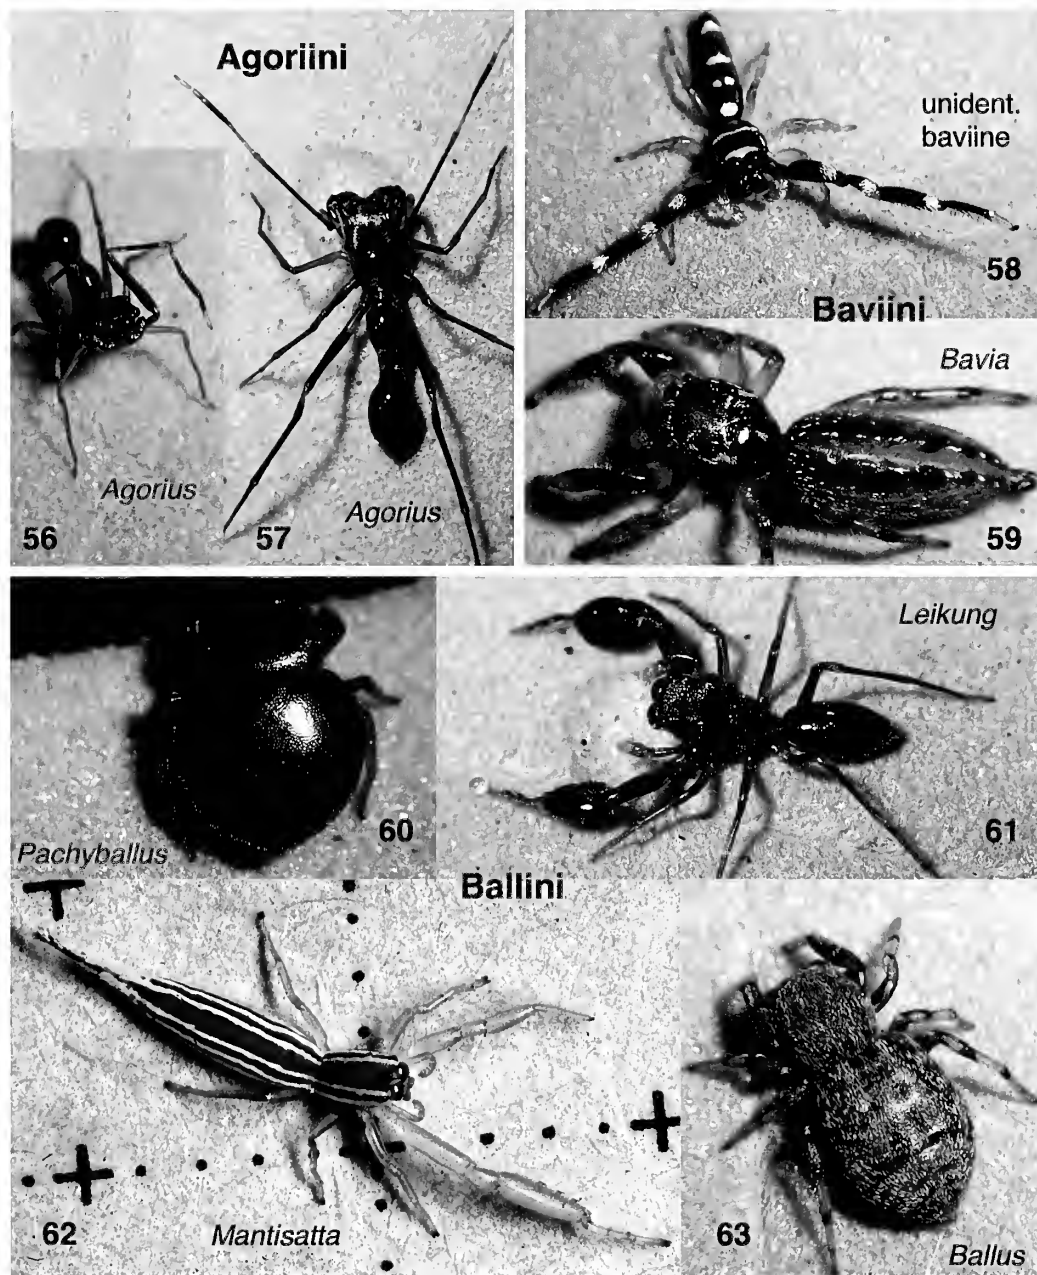 Agoriini
Agorius
56
57
Agorius
unident.
baviine
58
Baviini
Bavia
59
Pachyballus
60
Leikung
61
Ballini
62
Mantisatta
63
Ballus